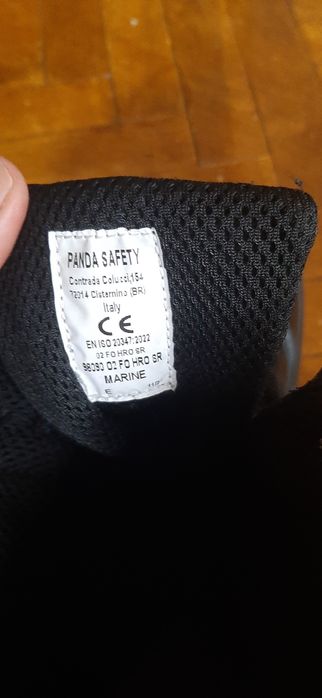 PANDA SAFETY
Contrada Colucci,154
72014 Cisternino (BR)
Italy
CE
EN ISO 20347:2022
O2 FO HRO SR
98093 O2 FO HRO SR
MARINE
E